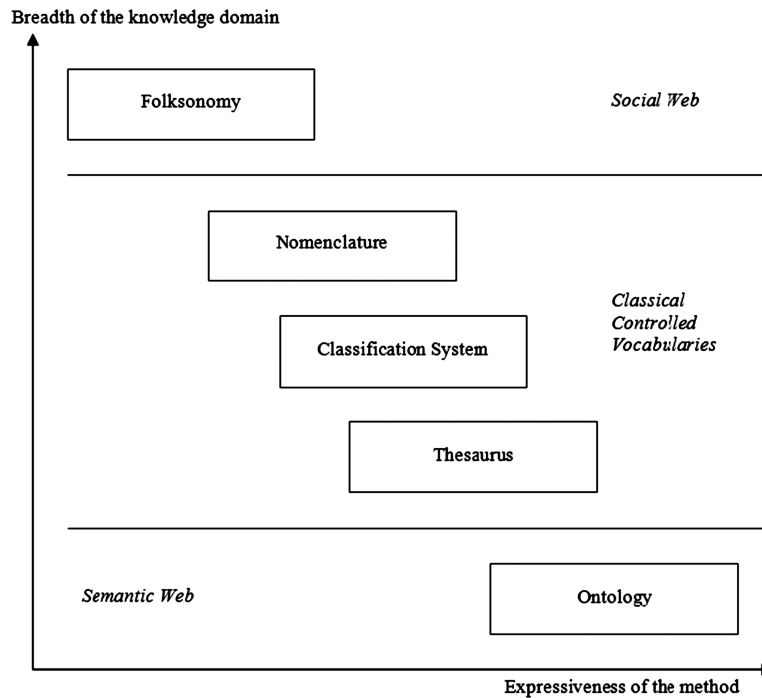 Breadth of the knowledge domain
Folksonomy
Social Web
Nomenclature
Classical
Controlled
Vocabularies
Classification System
Thesaurus
Semantic Web
Ontology
Expressiveness of the method